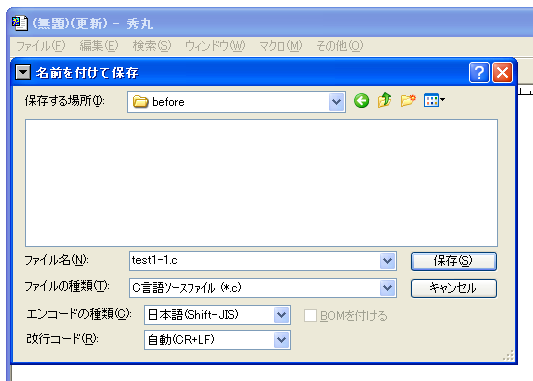 (無題)(更新) - 秀丸
ファイル(F) 編集(E) 検索(S) ウィンドウ(W) マクロ(M) その他(O)
名前を付けて保存
保存する場所(I): before
ファイル名(N): test1-1.c 保存(S)
ファイルの種類(T): C言語ソースファイル (*.c) キャンセル
エンコードの種類(C): 日本語(Shift-JIS) BOMを付ける
改行コード(R): 自動(CR+LF)